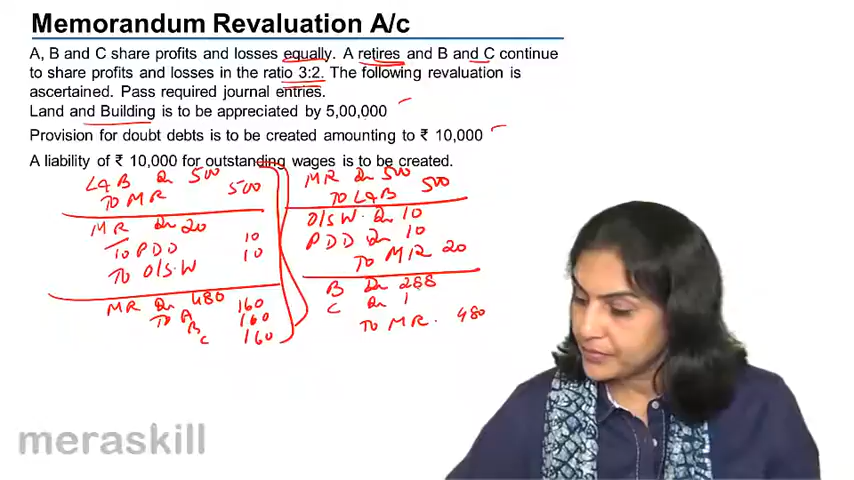 Memorandum Revaluation A/c
A, B and C share profits and losses equally. A retires and B and C continue
to share profits and losses in the ratio 3:2. The following revaluation is
ascertained. Pass required journal entries.
Land and Building is to be appreciated by 5,00,000
Provision for doubt debts is to be created amounting to ₹ 10,000
A liability of ₹ 10,000 for outstanding wages is to be created.
L&B Dr 500
To MR 500
MR Dr 20
To PDD 10
To O/S.W 10
MR Dr 480
To A 160
B 160
C 160
MR Dr 500
To L&B 500
O/S W. Dr 10
PDD Dr 10
To MR 20
B Dr 288
C Dr 1
To MR. 480
meraskill